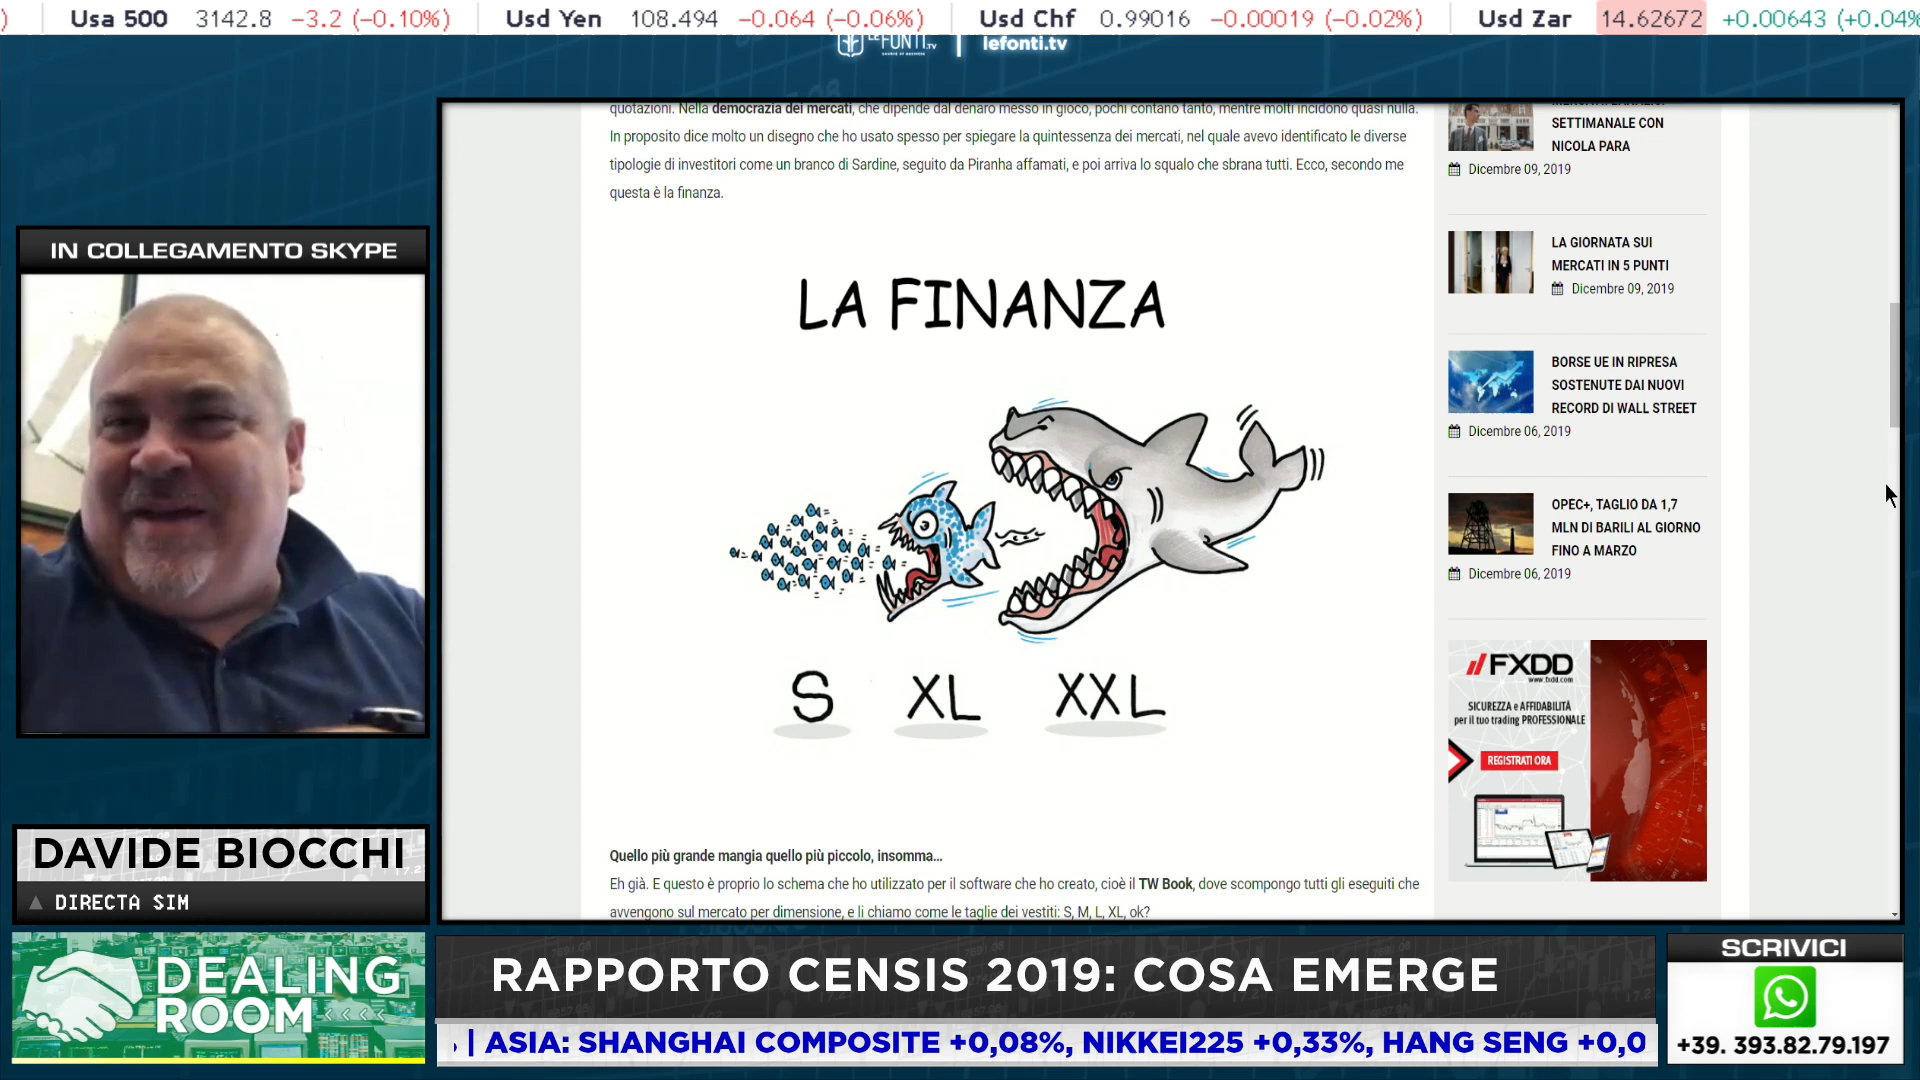 ) Usa 500 3142.8 −3.2 (−0.10%) Usd Yen 108.494 −0.064 (−0.06%) Usd Chf 0.99016 −0.00019 (−0.02%) Usd Zar 14.62672 +0.00643 (+0.04%
LEFONTI.TV lefonti.tv
IN COLLEGAMENTO SKYPE
quotazioni. Nella democrazia dei mercati, che dipende dal denaro messo in gioco, pochi contano tanto, mentre molti incidono quasi nulla.
In proposito dice molto un disegno che ho usato spesso per spiegare la quintessenza dei mercati, nel quale avevo identificato le diverse
tipologie di investitori come un branco di Sardine, seguito da Piranha affamati, e poi arriva lo squalo che sbrana tutti. Ecco, secondo me
questa è la finanza.
LA FINANZA
S XL XXL
Quello più grande mangia quello più piccolo, insomma...
Eh già. E questo è proprio lo schema che ho utilizzato per il software che ho creato, cioè il TW Book, dove scompongo tutti gli eseguiti che
avvengono sul mercato per dimensione, e li chiamo come le taglie dei vestiti: S, M, L, XL, ok?
SETTIMANALE CON
NICOLA PARA
Dicembre 09, 2019
LA GIORNATA SUI
MERCATI IN 5 PUNTI
Dicembre 09, 2019
BORSE UE IN RIPRESA
SOSTENUTE DAI NUOVI
RECORD DI WALL STREET
Dicembre 06, 2019
OPEC+, TAGLIO DA 1,7
MLN DI BARILI AL GIORNO
FINO A MARZO
Dicembre 06, 2019
FXDD
www.fxdd.com
SICUREZZA e AFFIDABILITÀ
per il tuo trading PROFESSIONALE
REGISTRATI ORA
DAVIDE BIOCCHI
DIRECTA SIM
DEALING
ROOM
RAPPORTO CENSIS 2019: COSA EMERGE
| ASIA: SHANGHAI COMPOSITE +0,08%, NIKKEI225 +0,33%, HANG SENG +0,0
SCRIVICI
+39. 393.82.79.197